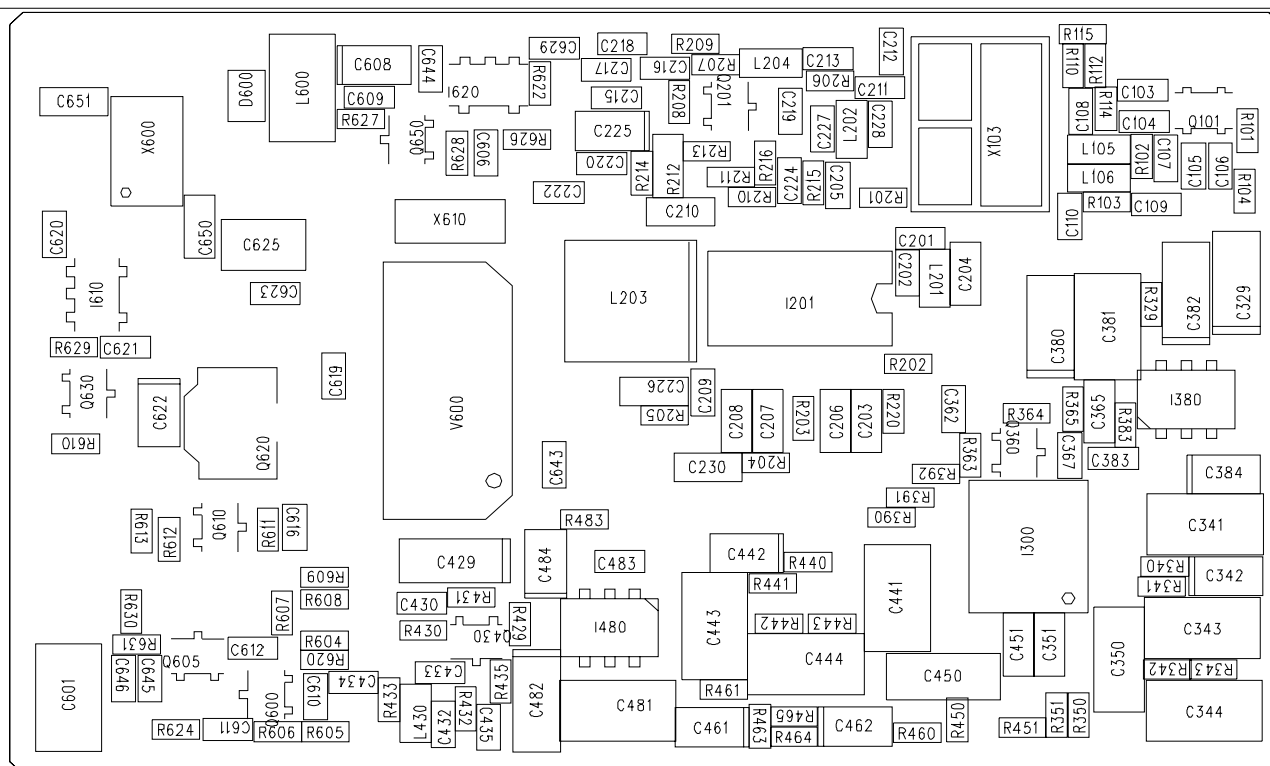 C629
C218
R209
C212
R115
L600
C608
C644
I620
R622
C217
C216
R207
L204
C213
R206
R110
R112
D600
C651
C609
C215
R208
Q201
C211
C103
C108
R114
X600
R627
Q650
R628
C606
R626
C225
C219
C227
L202
C228
X103
C104
Q101
R101
C220
R214
R212
R213
R216
L105
R102
C107
C105
C106
C222
R211
R210
C224
R215
C205
R201
L106
R103
C109
R104
X610
C210
C110
C620
C650
C625
C201
C202
L201
C204
I610
C623
L203
I201
C380
C381
R329
C382
C329
R629
C621
R202
Q630
C622
C619
Q620
V600
C226
R205
C209
C208
C207
R203
C206
C203
R220
C362
R364
Q360
R365
C365
R383
I380
R610
R363
C367
C383
C643
C230
R204
R392
C384
R613
R612
Q610
R611
C616
R391
R390
I300
C341
R483
C429
C484
C483
C442
R440
R441
C441
R340
R341
C342
R609
R608
R607
C430
R431
R430
Q430
R429
I480
C443
R442
R443
C444
R630
R631
Q605
C612
R604
R620
C451
C351
C350
C343
C601
C646
C645
Q600
C610
C434
R433
C433
R435
R461
C450
R342
R343
R624
C611
R606
R605
L430
C432
R432
C435
C482
C481
C461
R463
R465
R464
C462
R460
R450
R451
R351
R350
C344